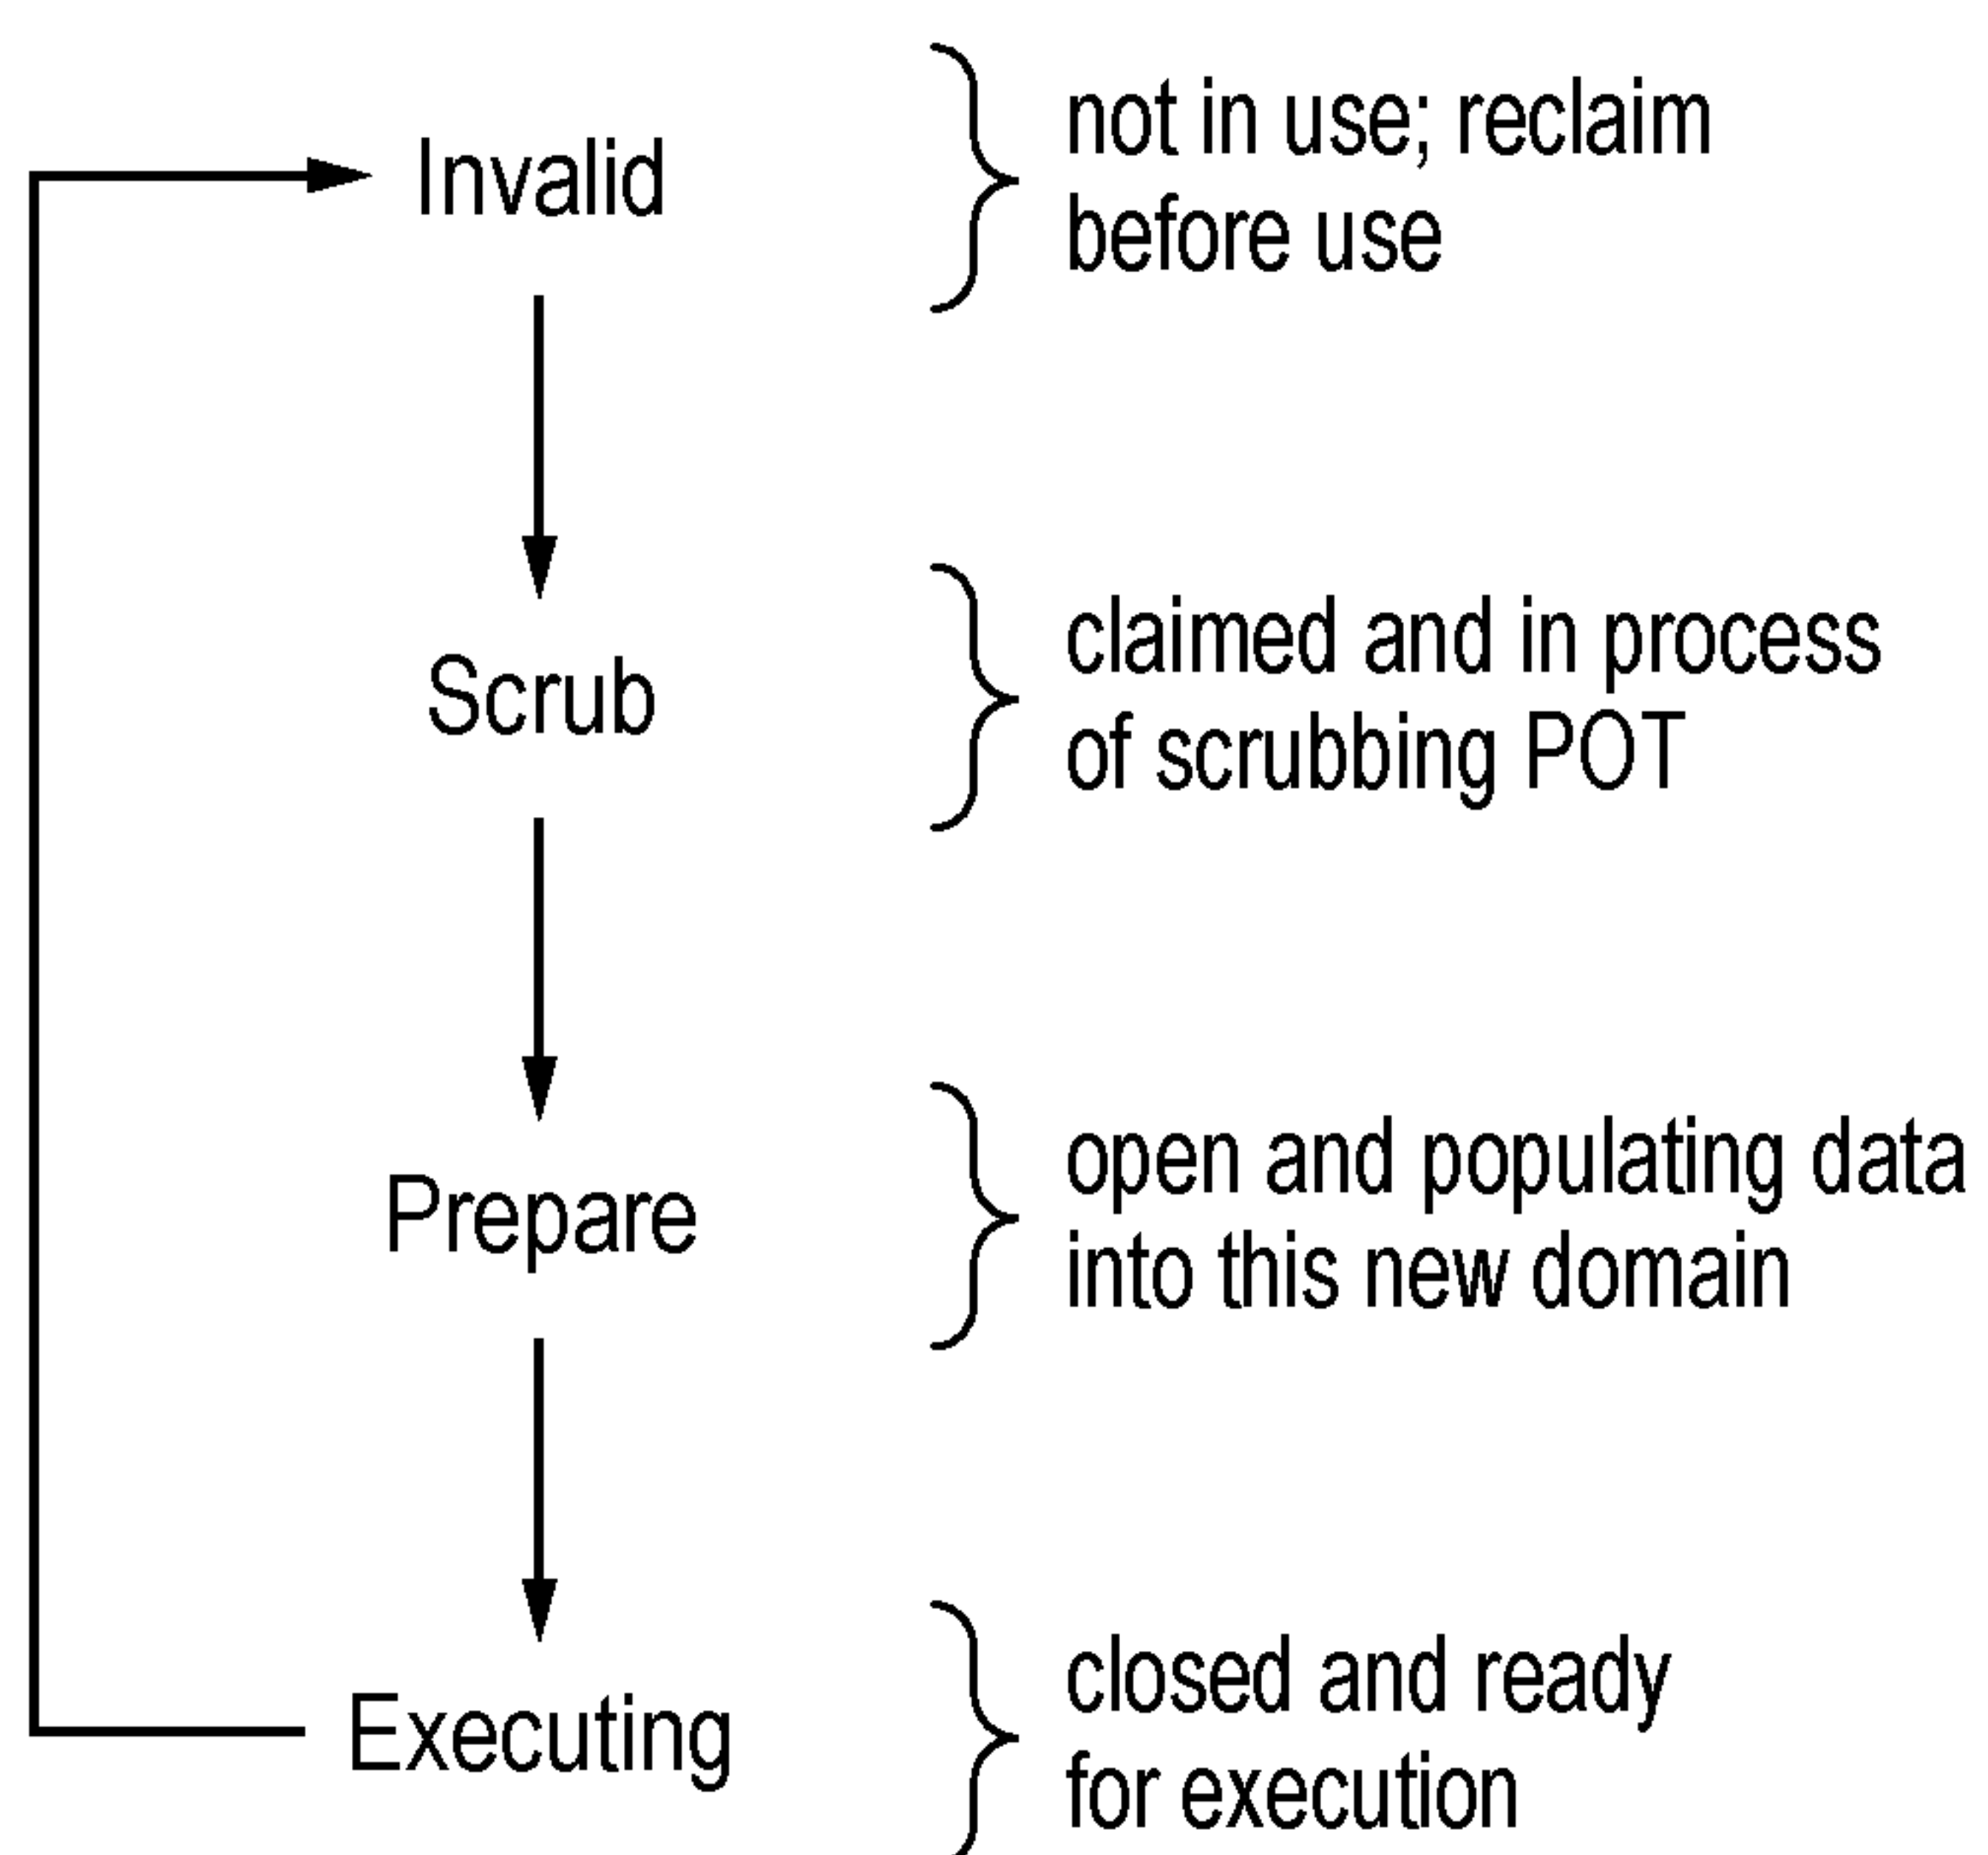 Invalid
not in use; reclaim
before use
Scrub
claimed and in process
of scrubbing POT
Prepare
open and populating data
into this new domain
Executing
closed and ready
for execution